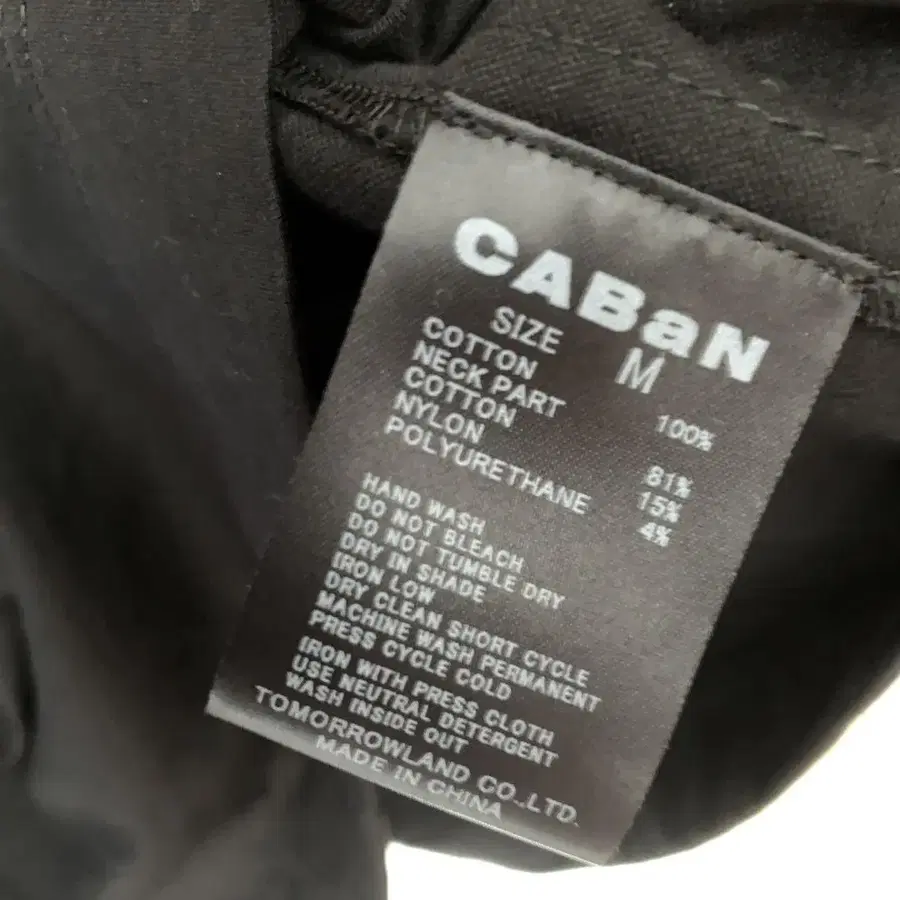 CABaN
SIZE M
COTTON 100%
NECK PART
COTTON 81%
NYLON 15%
POLYURETHANE 4%
HAND WASH
DO NOT BLEACH
DO NOT TUMBLE DRY
DRY IN SHADE
IRON LOW
DRY CLEAN SHORT CYCLE
MACHINE WASH PERMANENT
PRESS CYCLE COLD
IRON WITH PRESS CLOTH
USE NEUTRAL DETERGENT
WASH INSIDE OUT
TOMORROWLAND CO.,LTD.
MADE IN CHINA